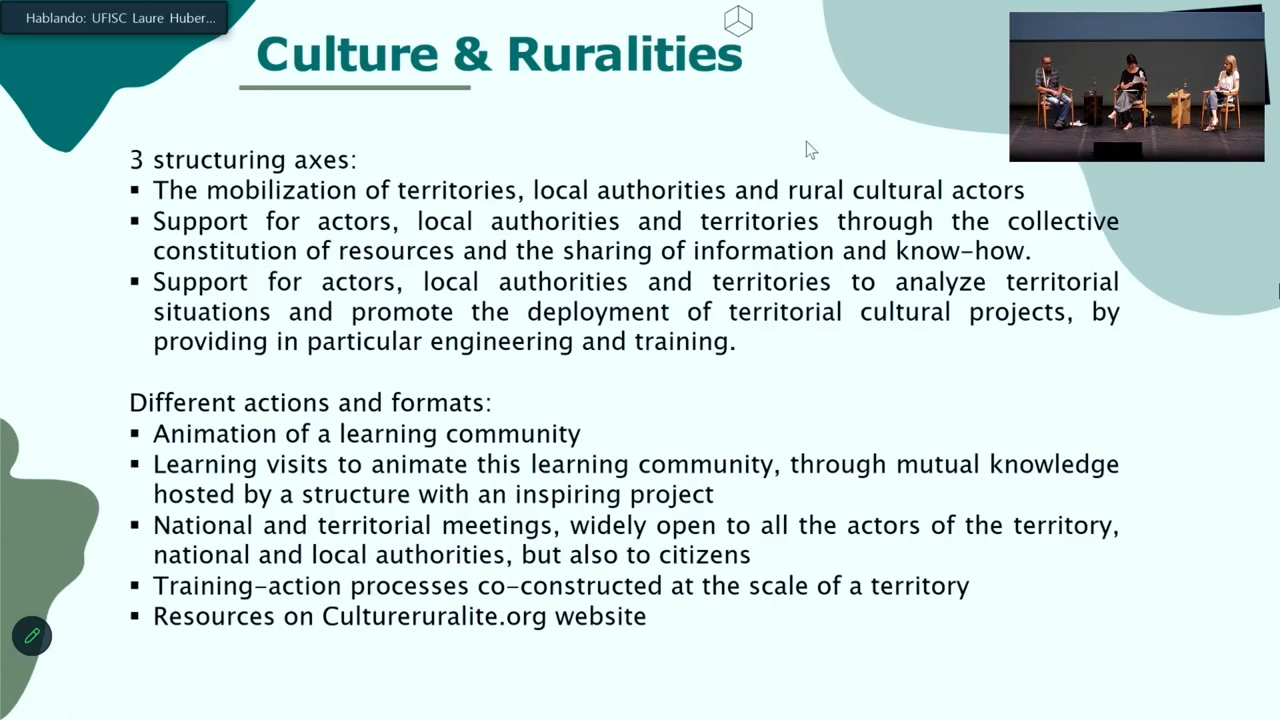 Hablando: UFISC Laure Huber...
Culture & Ruralities
3 structuring axes:
▪ The mobilization of territories, local authorities and rural cultural actors
▪ Support for actors, local authorities and territories through the collective
constitution of resources and the sharing of information and know-how.
▪ Support for actors, local authorities and territories to analyze territorial
situations and promote the deployment of territorial cultural projects, by
providing in particular engineering and training.
Different actions and formats:
▪ Animation of a learning community
▪ Learning visits to animate this learning community, through mutual knowledge
hosted by a structure with an inspiring project
▪ National and territorial meetings, widely open to all the actors of the territory,
national and local authorities, but also to citizens
▪ Training-action processes co-constructed at the scale of a territory
▪ Resources on Cultureruralite.org website